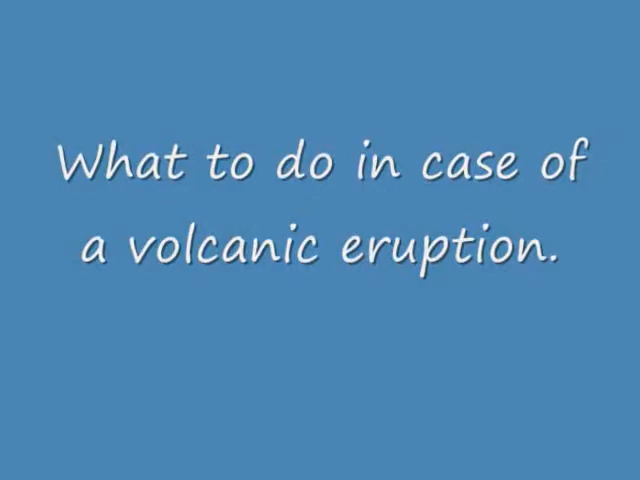 What to do in case of
a volcanic eruption.